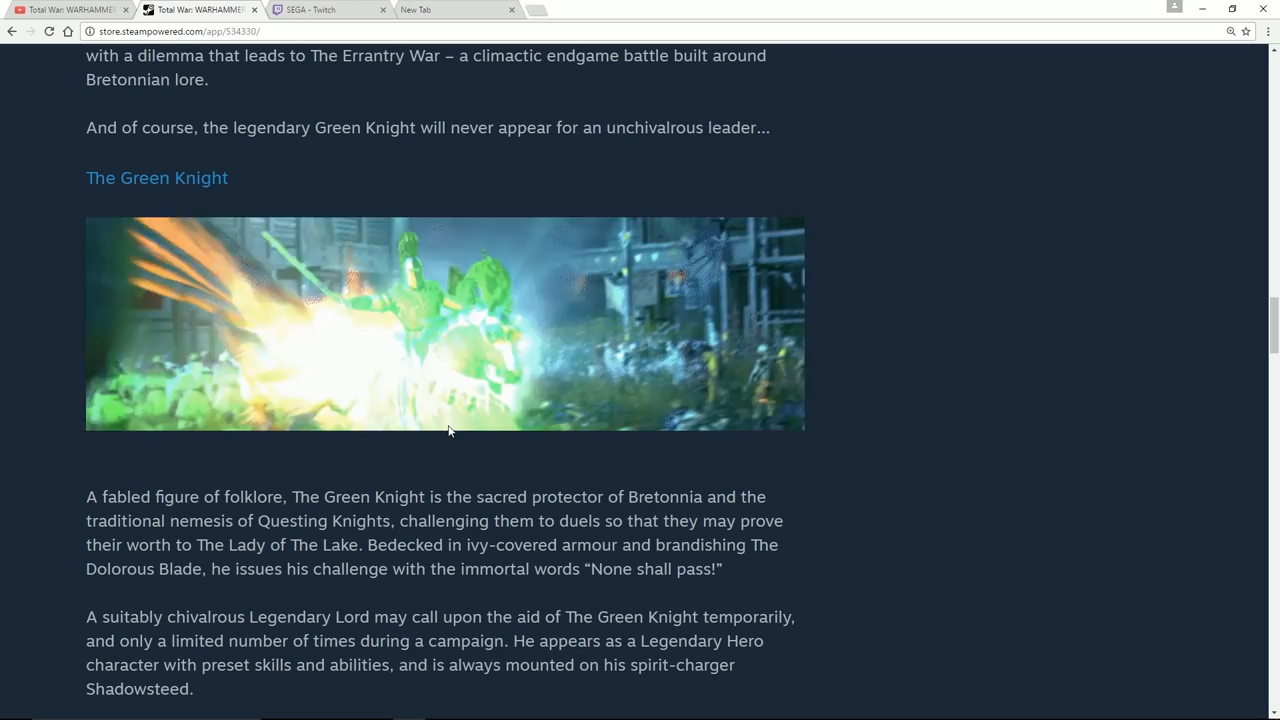 Total War: WARHAMMER
Total War: WARHAMMER
SEGA - Twitch
New Tab
store.steampowered.com/app/534330/
with a dilemma that leads to The Errantry War – a climactic endgame battle built around
Bretonnian lore.
And of course, the legendary Green Knight will never appear for an unchivalrous leader...
The Green Knight
A fabled figure of folklore, The Green Knight is the sacred protector of Bretonnia and the
traditional nemesis of Questing Knights, challenging them to duels so that they may prove
their worth to The Lady of The Lake. Bedecked in ivy-covered armour and brandishing The
Dolorous Blade, he issues his challenge with the immortal words “None shall pass!”
A suitably chivalrous Legendary Lord may call upon the aid of The Green Knight temporarily,
and only a limited number of times during a campaign. He appears as a Legendary Hero
character with preset skills and abilities, and is always mounted on his spirit-charger
Shadowsteed.